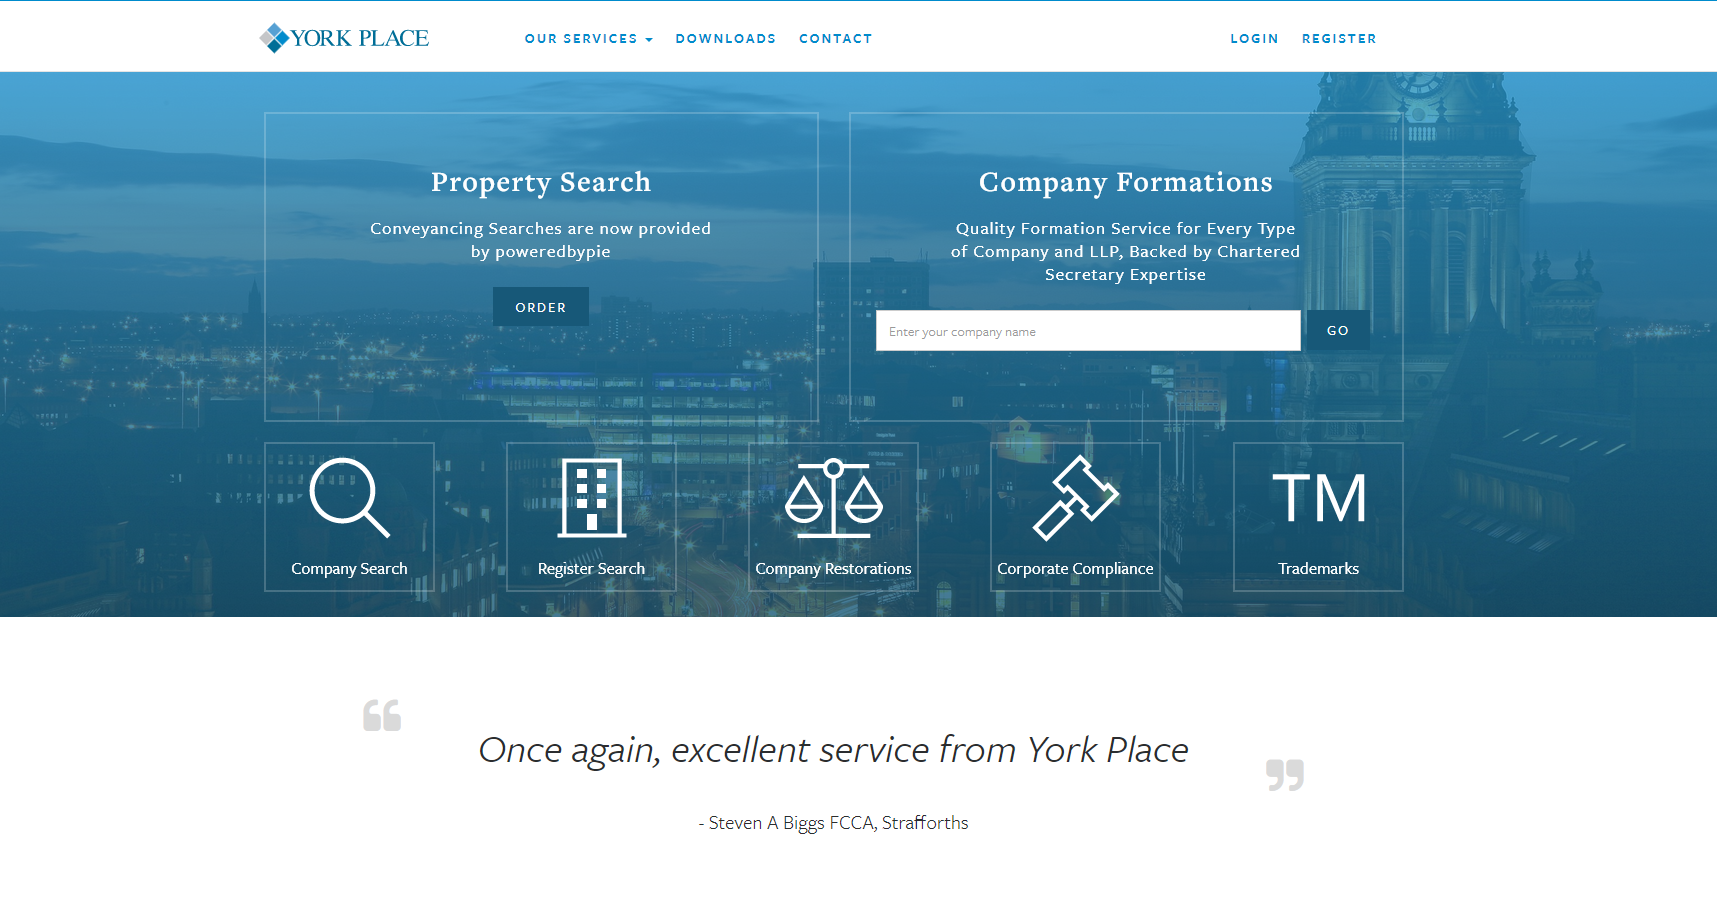 YORK PLACE
OUR SERVICES
DOWNLOADS
CONTACT
LOGIN
REGISTER
Property Search
Conveyancing Searches are now provided
by poweredbypie
ORDER
Company Formations
Quality Formation Service for Every Type
of Company and LLP, Backed by Chartered
Secretary Expertise
Enter your company name
GO
Company Search
Register Search
Company Restorations
Corporate Compliance
TM
Trademarks
“
Once again, excellent service from York Place
”
- Steven A Biggs FCCA, Strafforths